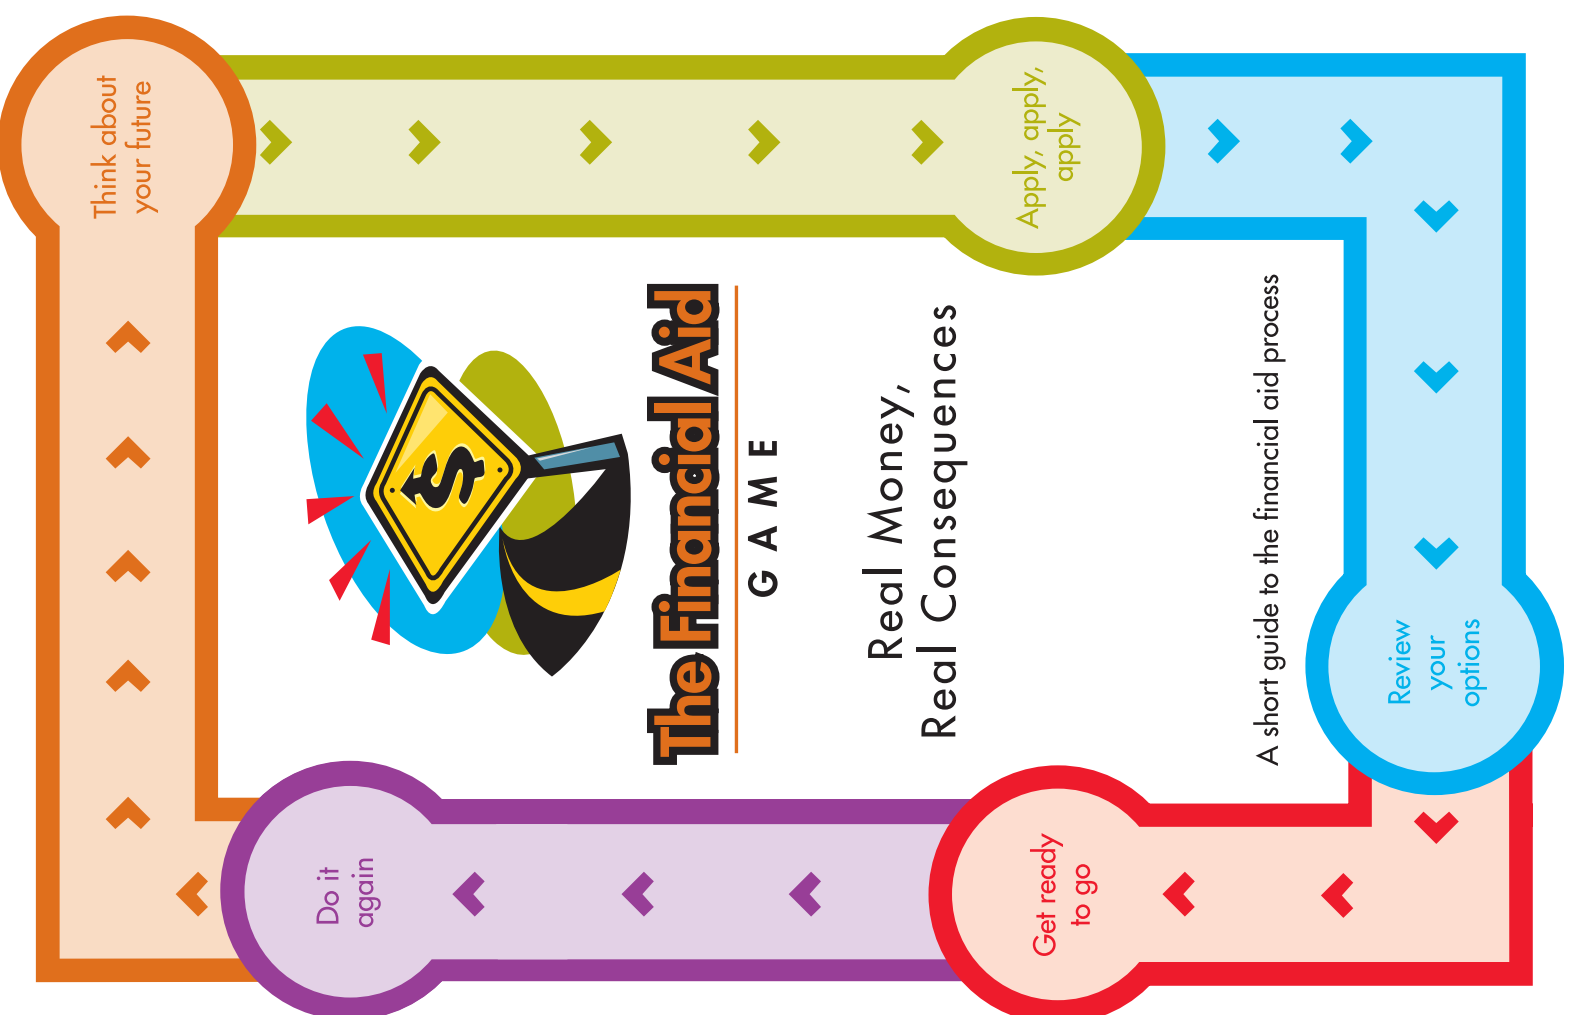 Think about
your future
Apply, apply,
apply
Review
your
options
Get ready
to go
Do it
again
$
The Financial Aid
GAME
Real Money,
Real Consequences
A short guide to the financial aid process